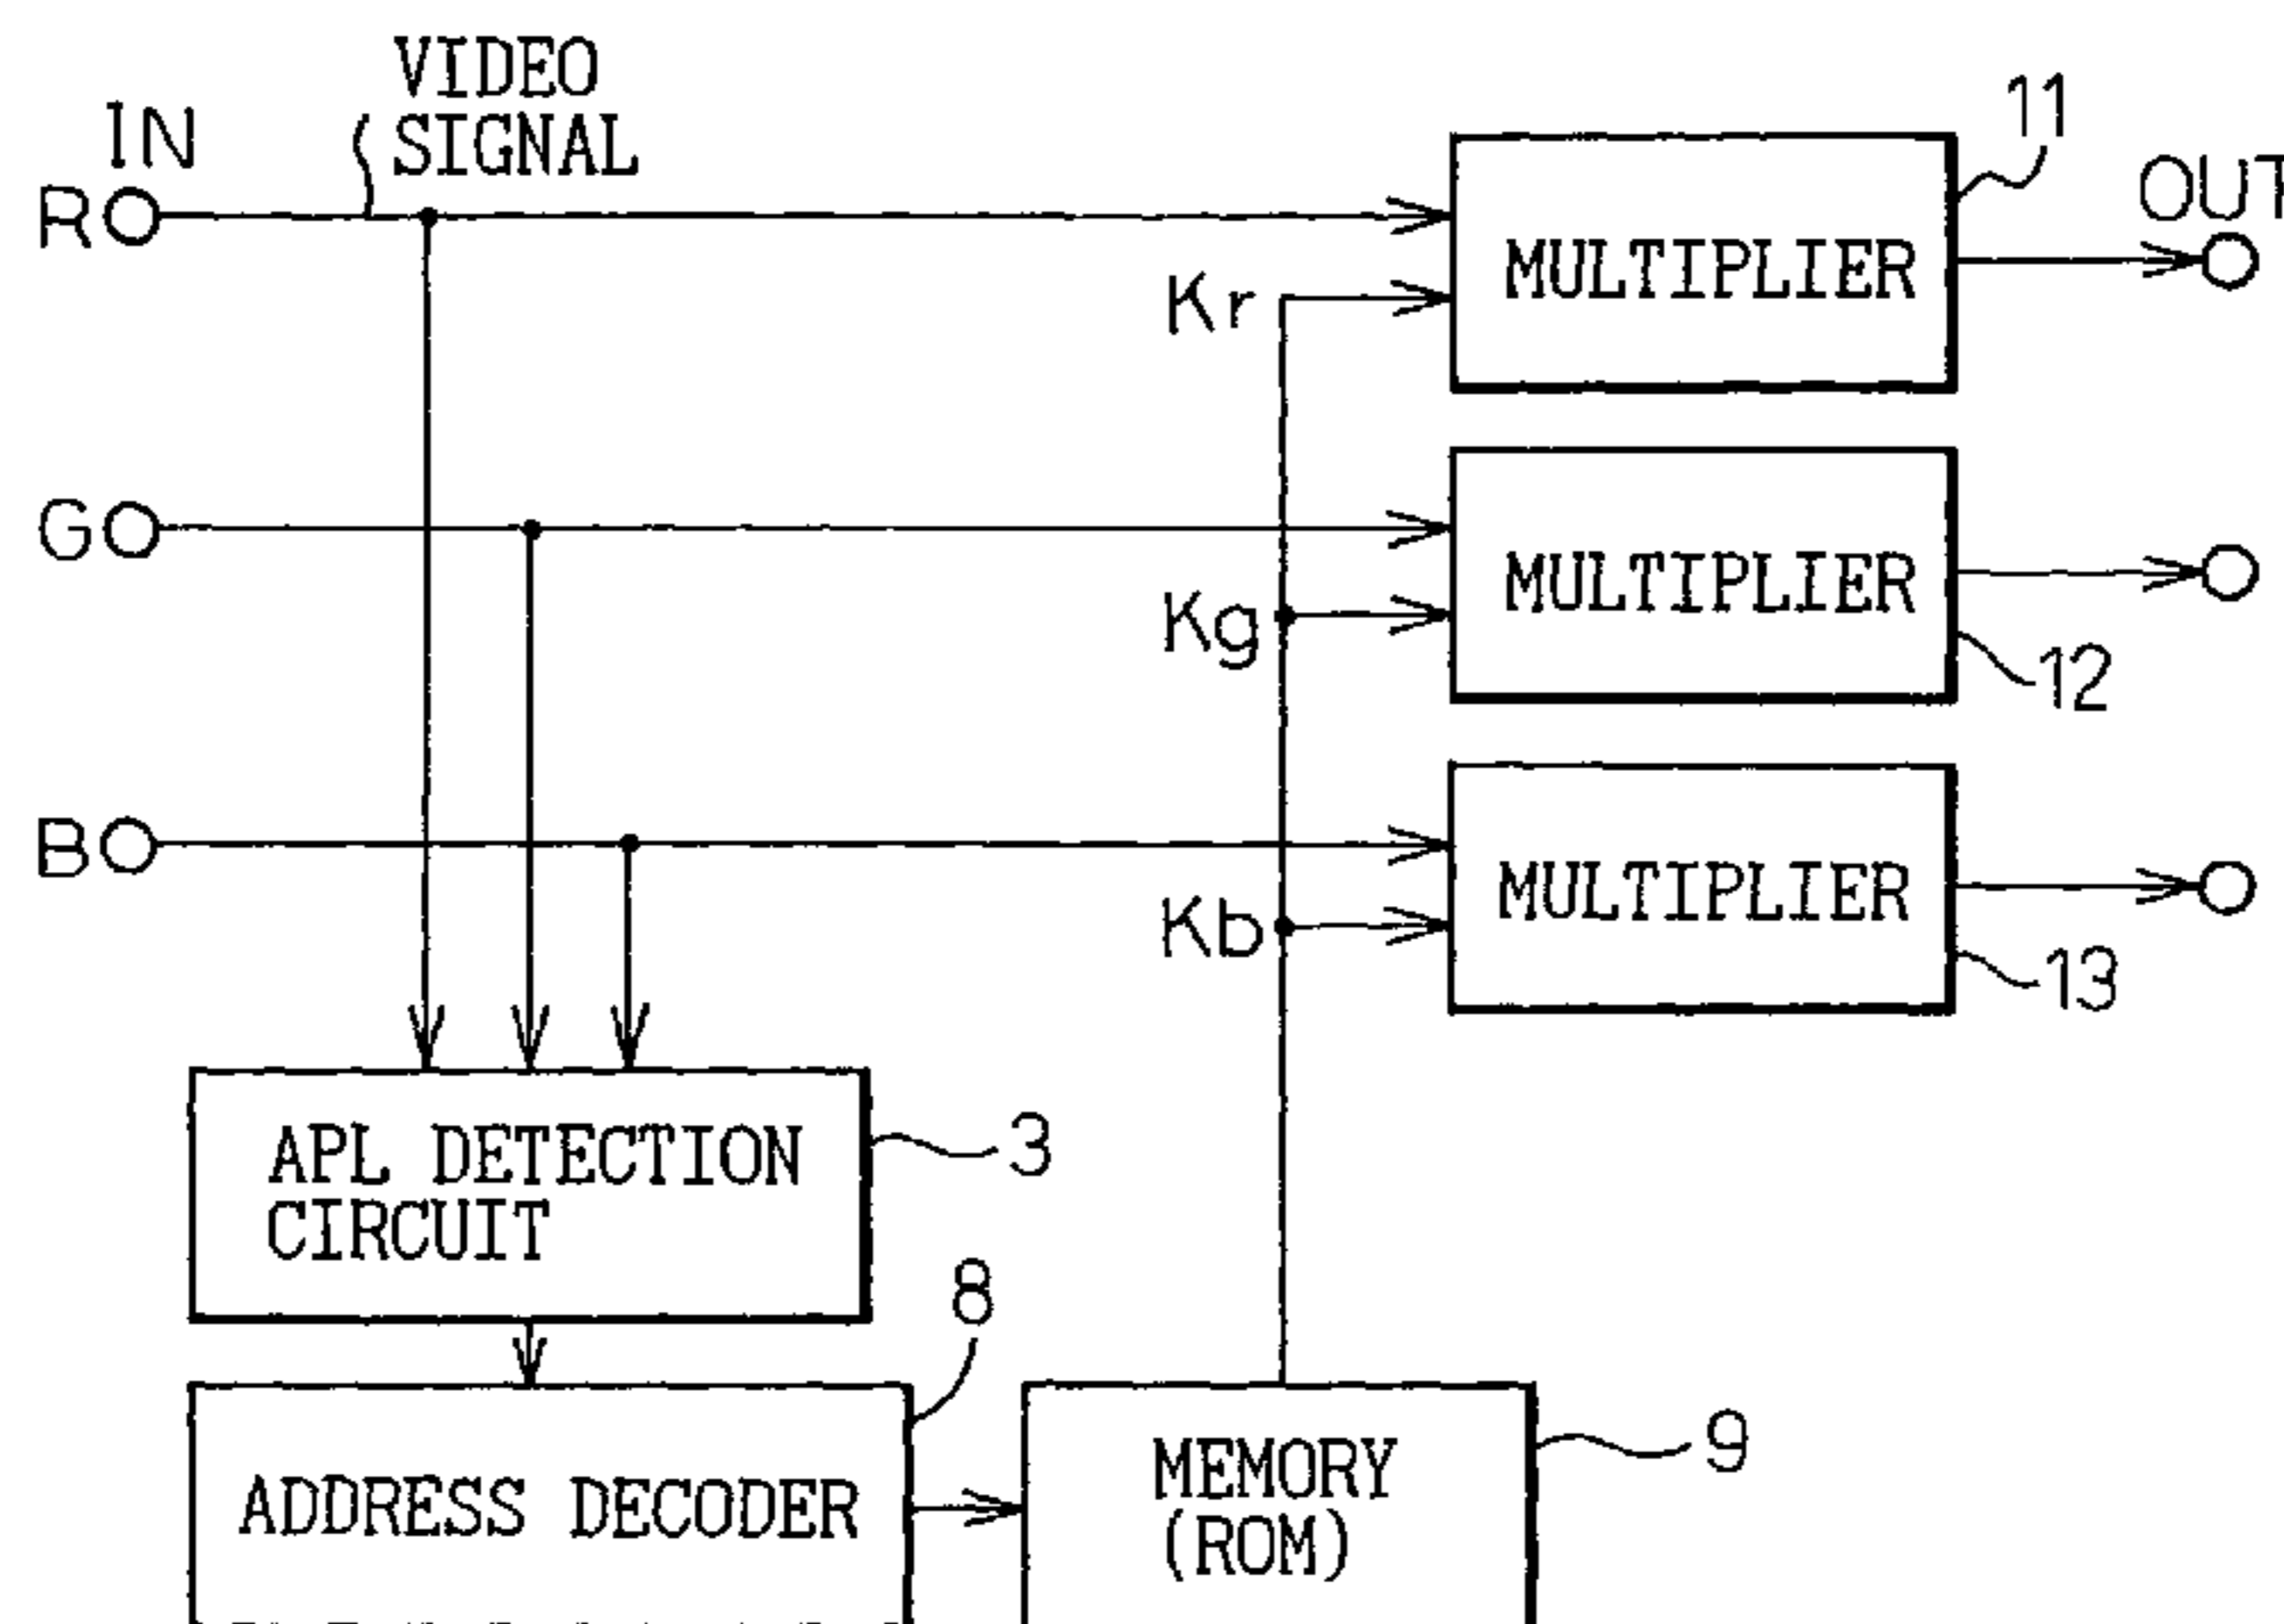 VIDEO
SIGNAL
IN
R
11
OUT
MULTIPLIER
Kr
G
MULTIPLIER
Kg
12
B
MULTIPLIER
Kb
13
APL DETECTION
CIRCUIT
3
8
ADDRESS DECODER
MEMORY
(ROM)
9